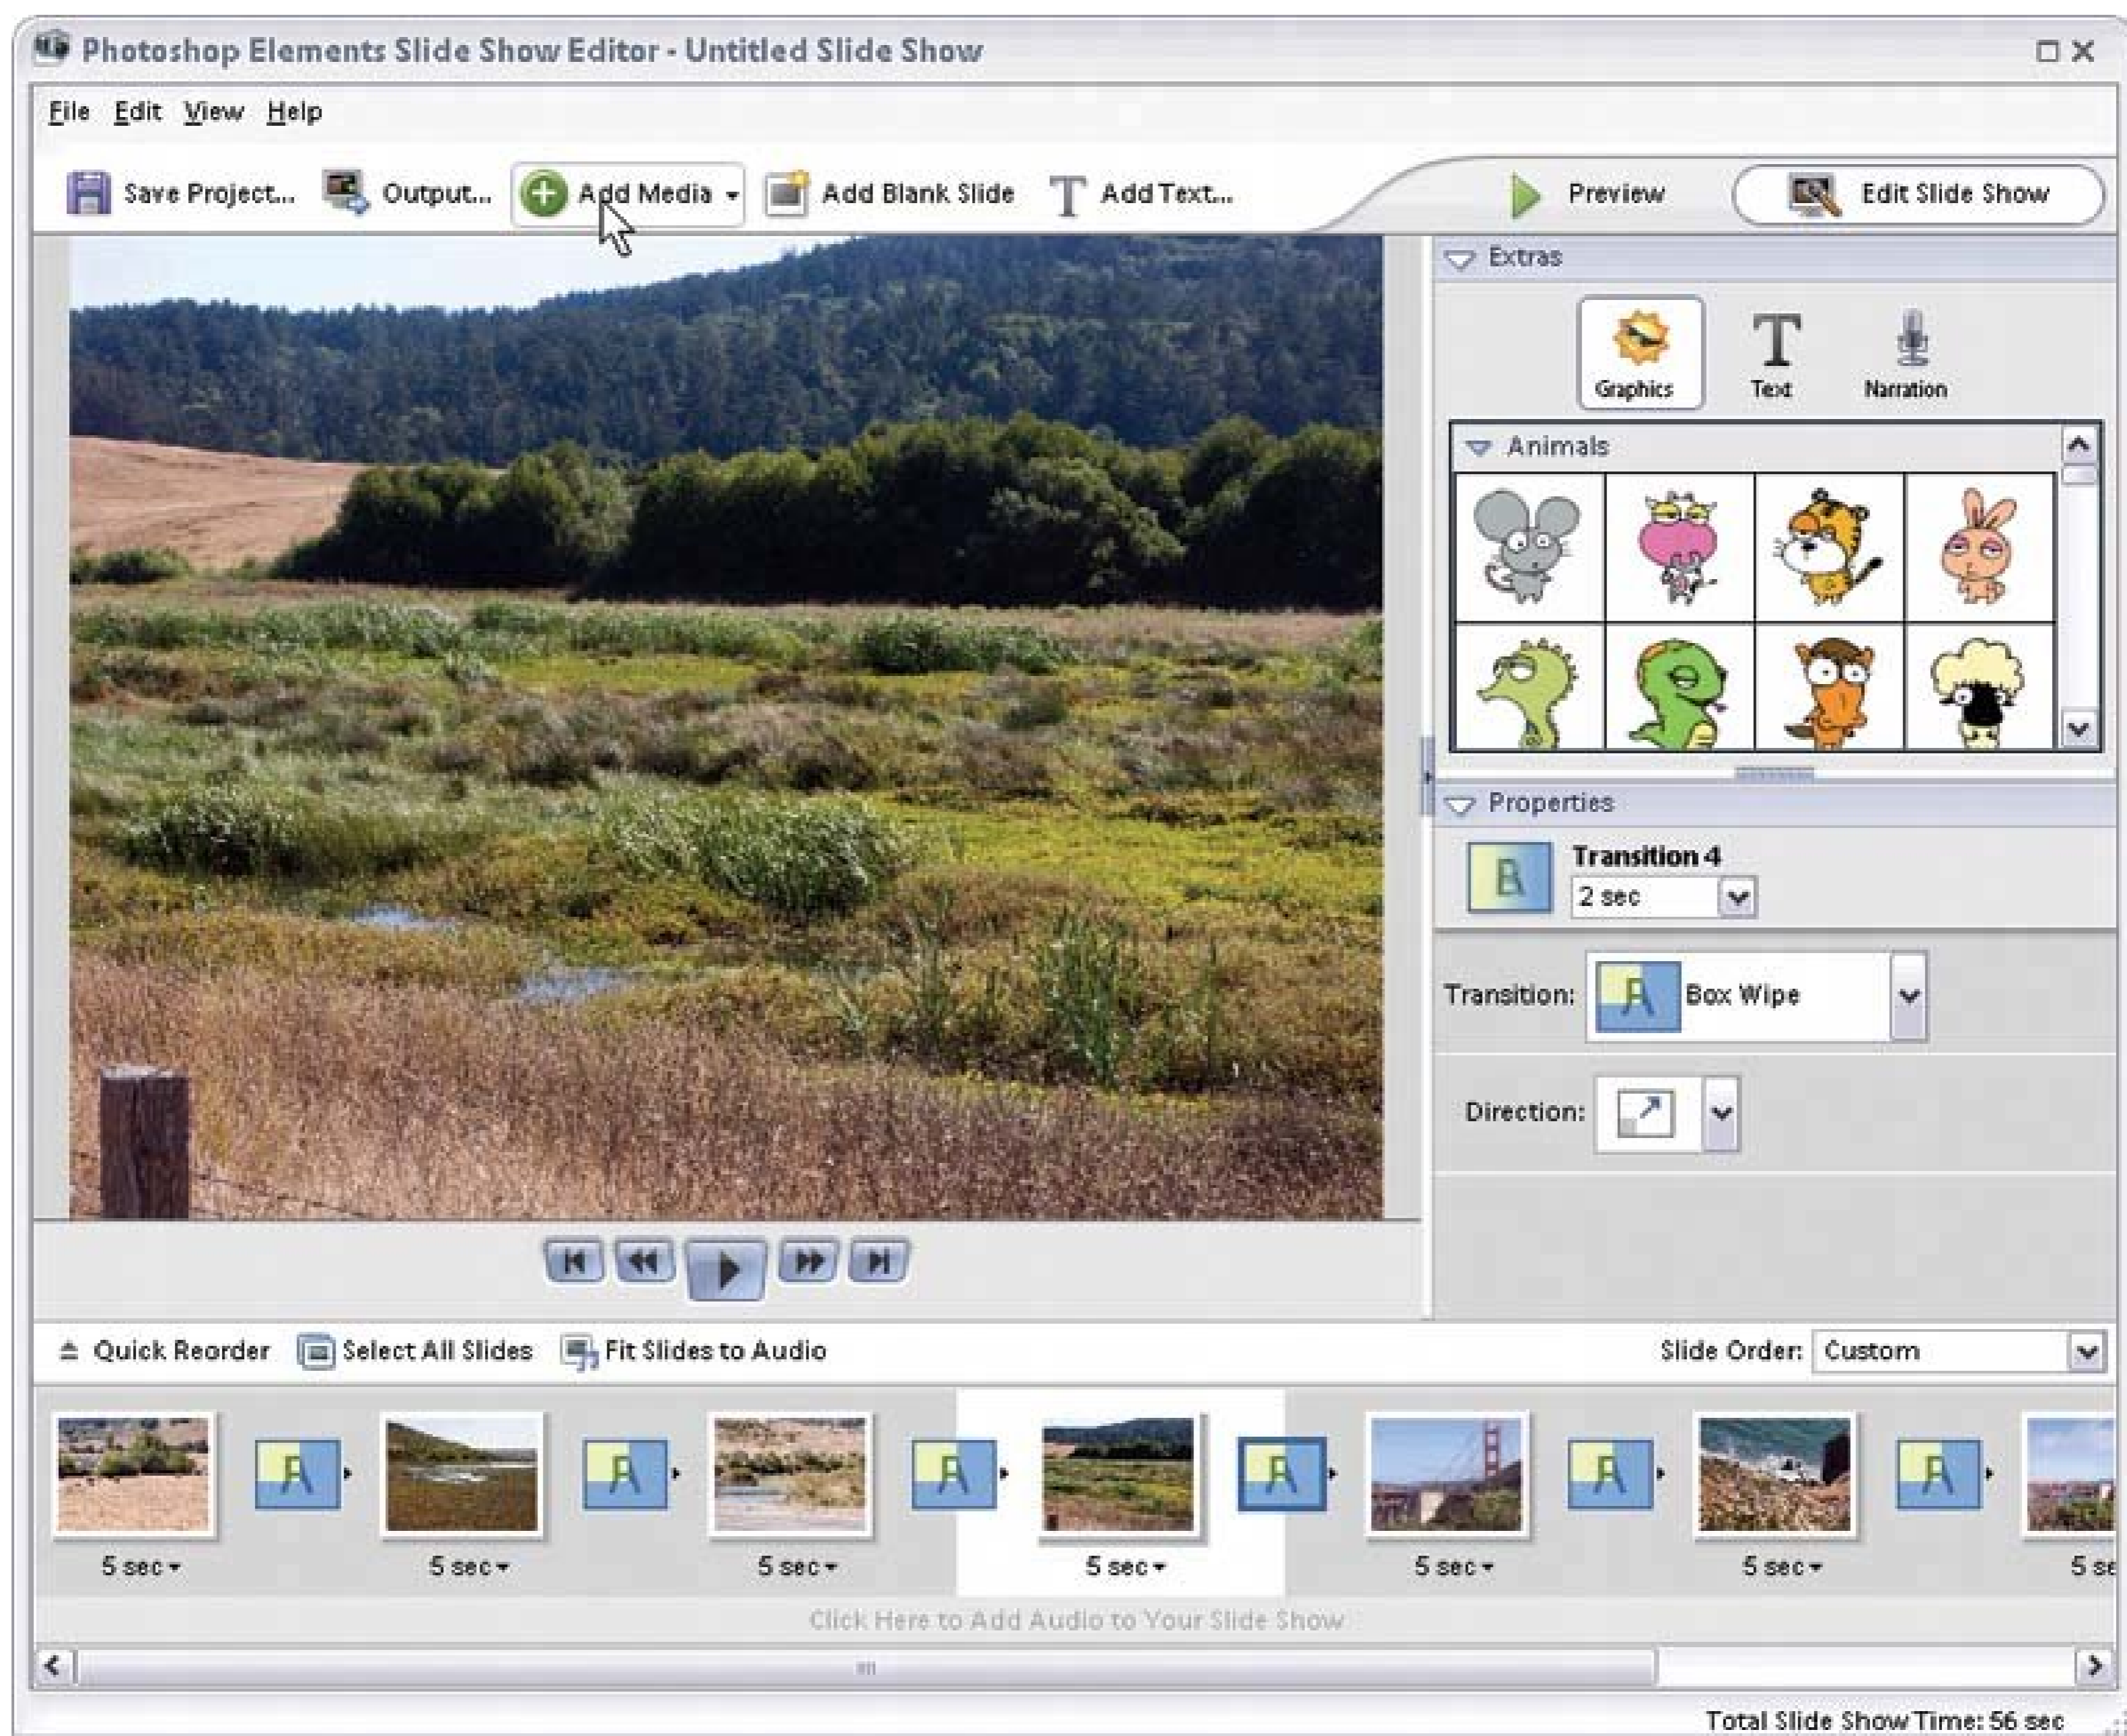 Photoshop Elements Slide Show Editor - Untitled Slide Show
File Edit View Help
Save Project... Output... Add Media Add Blank Slide Add Text... Preview Edit Slide Show
Extras
Graphics Text Narration
Animals
Properties
B Transition 4
2 sec
Transition: A Box Wipe
Direction:
Quick Reorder Select All Slides Fit Slides to Audio Slide Order: Custom
A A A A A A
5 sec 5 sec 5 sec 5 sec 5 sec 5 sec 5 se
Click Here to Add Audio to Your Slide Show
Total Slide Show Time: 56 sec